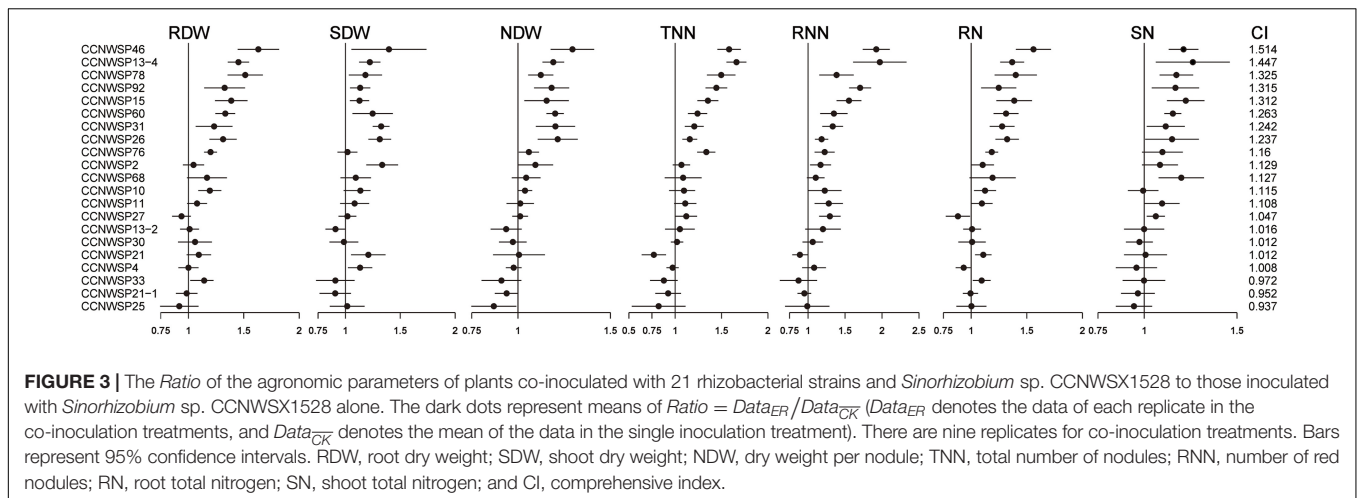 RDW SDW NDW TNN RNN RN SN CI
CCNWSP46 1.514
CCNWSP13-4 1.447
CCNWSP78 1.325
CCNWSP92 1.315
CCNWSP15 1.312
CCNWSP60 1.263
CCNWSP31 1.242
CCNWSP26 1.237
CCNWSP76 1.16
CCNWSP2 1.129
CCNWSP68 1.127
CCNWSP10 1.115
CCNWSP11 1.108
CCNWSP27 1.047
CCNWSP13-2 1.016
CCNWSP30 1.012
CCNWSP21 1.012
CCNWSP4 1.008
CCNWSP33 0.972
CCNWSP21-1 0.952
CCNWSP25 0.937
0.75 1 1.5 2 0.75 1 1.5 2 0.75 1 1.5 0.5 1 1.5 2 0.75 1 1.5 2 2.5 0.75 1 1.5 2 0.75 1 1.5
FIGURE 3 | The Ratio of the agronomic parameters of plants co-inoculated with 21 rhizobacterial strains and Sinorhizobium sp. CCNWSX1528 to those inoculated
with Sinorhizobium sp. CCNWSX1528 alone. The dark dots represent means of Ratio = Data_ER/Data_C̅K̅ (Data_ER denotes the data of each replicate in the
co-inoculation treatments, and Data_C̅K̅ denotes the mean of the data in the single inoculation treatment). There are nine replicates for co-inoculation treatments. Bars
represent 95% confidence intervals. RDW, root dry weight; SDW, shoot dry weight; NDW, dry weight per nodule; TNN, total number of nodules; RNN, number of red
nodules; RN, root total nitrogen; SN, shoot total nitrogen; and CI, comprehensive index.